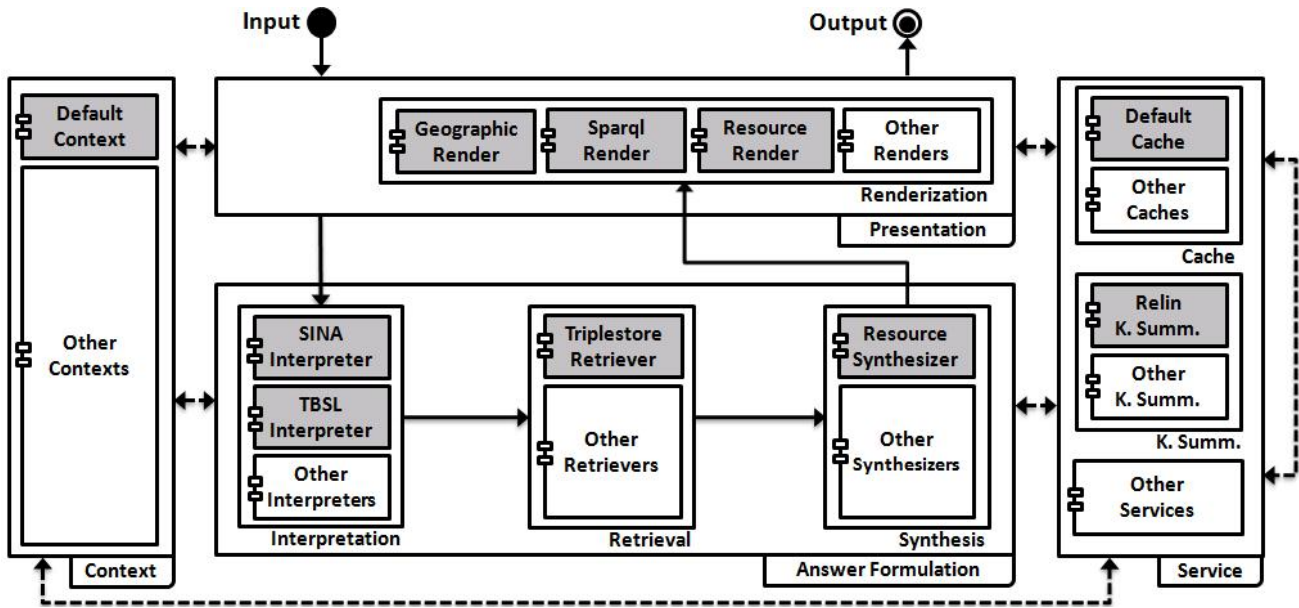 Input
Output
Default
Context
Other
Contexts
Context
Geographic
Render
Sparql
Render
Resource
Render
Other
Renders
Renderization
Presentation
SINA
Interpreter
TBSL
Interpreter
Other
Interpreters
Interpretation
Triplestore
Retriever
Other
Retrievers
Retrieval
Resource
Synthesizer
Other
Synthesizers
Synthesis
Answer Formulation
Default
Cache
Other
Caches
Cache
Relin
K. Summ.
Other
K. Summ.
K. Summ.
Other
Services
Service